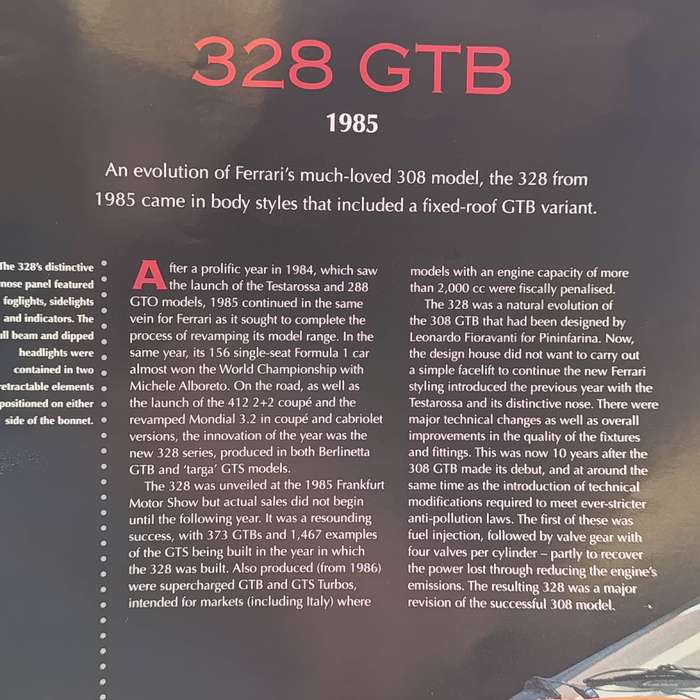 328 GTB
1985
An evolution of Ferrari's much-loved 308 model, the 328 from
1985 came in body styles that included a fixed-roof GTB variant.
The 328's distinctive
nose panel featured
foglights, sidelights
and indicators. The
beam and dipped
headlights were
contained in two
retractable elements
positioned on either
side of the bonnet.
After a prolific year in 1984, which saw
the launch of the Testarossa and 288
GTO models, 1985 continued in the same
vein for Ferrari as it sought to complete the
process of revamping its model range. In the
same year, its 156 single-seat Formula 1 car
almost won the World Championship with
Michele Alboreto. On the road, as well as
the launch of the 412 2+2 coupé and the
revamped Mondial 3.2 in coupé and cabriolet
versions, the innovation of the year was the
new 328 series, produced in both Berlinetta
GTB and 'targa' GTS models.
The 328 was unveiled at the 1985 Frankfurt
Motor Show but actual sales did not begin
until the following year. It was a resounding
success, with 373 GTBs and 1,467 examples
of the GTS being built in the year in which
the 328 was built. Also produced (from 1986)
were supercharged GTB and GTS Turbos,
intended for markets (including Italy) where
models with an engine capacity of more
than 2,000 cc were fiscally penalised.
The 328 was a natural evolution of
the 308 GTB that had been designed by
Leonardo Fioravanti for Pininfarina. Now,
the design house did not want to carry out
a simple facelift to continue the new Ferrari
styling introduced the previous year with the
Testarossa and its distinctive nose. There were
major technical changes as well as overall
improvements in the quality of the fixtures
and fittings. This was now 10 years after the
308 GTB made its debut, and at around the
same time as the introduction of technical
modifications required to meet ever-stricter
anti-pollution laws. The first of these was
fuel injection, followed by valve gear with
four valves per cylinder – partly to recover
the power lost through reducing the engine's
emissions. The resulting 328 was a major
revision of the successful 308 model.